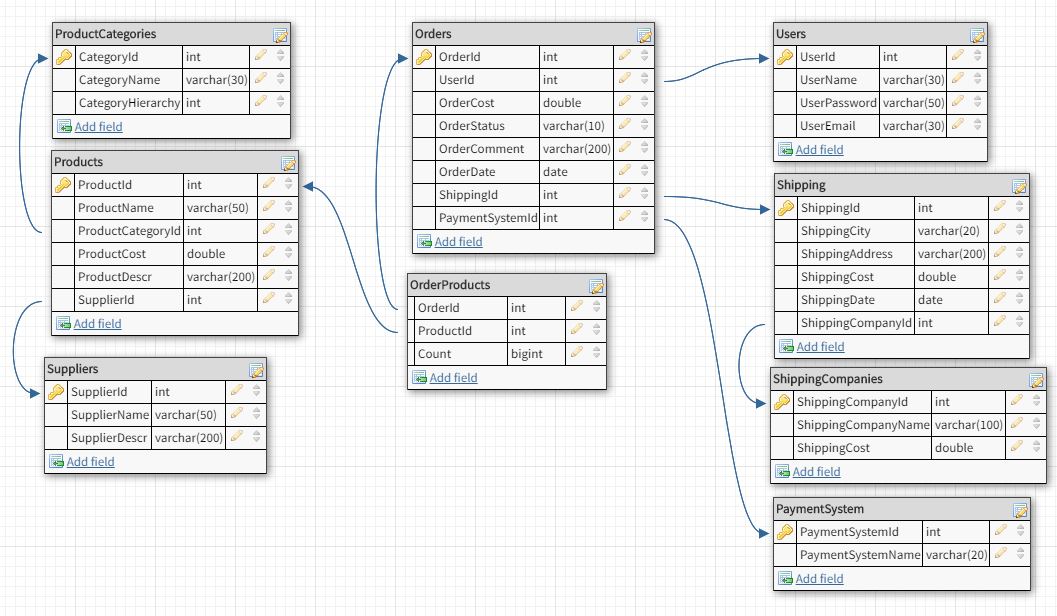 ProductCategories
CategoryId int
CategoryName varchar(30)
CategoryHierarchy int
Add field
Products
ProductId int
ProductName varchar(50)
ProductCategoryId int
ProductCost double
ProductDescr varchar(200)
SupplierId int
Add field
Suppliers
SupplierId int
SupplierName varchar(50)
SupplierDescr varchar(200)
Add field
Orders
OrderId int
UserId int
OrderCost double
OrderStatus varchar(10)
OrderComment varchar(200)
OrderDate date
ShippingId int
PaymentSystemId int
Add field
OrderProducts
OrderId int
ProductId int
Count bigint
Add field
Users
UserId int
UserName varchar(30)
UserPassword varchar(50)
UserEmail varchar(30)
Add field
Shipping
ShippingId int
ShippingCity varchar(20)
ShippingAddress varchar(200)
ShippingCost double
ShippingDate date
ShippingCompanyId int
Add field
ShippingCompanies
ShippingCompanyId int
ShippingCompanyName varchar(100)
ShippingCost double
Add field
PaymentSystem
PaymentSystemId int
PaymentSystemName varchar(20)
Add field